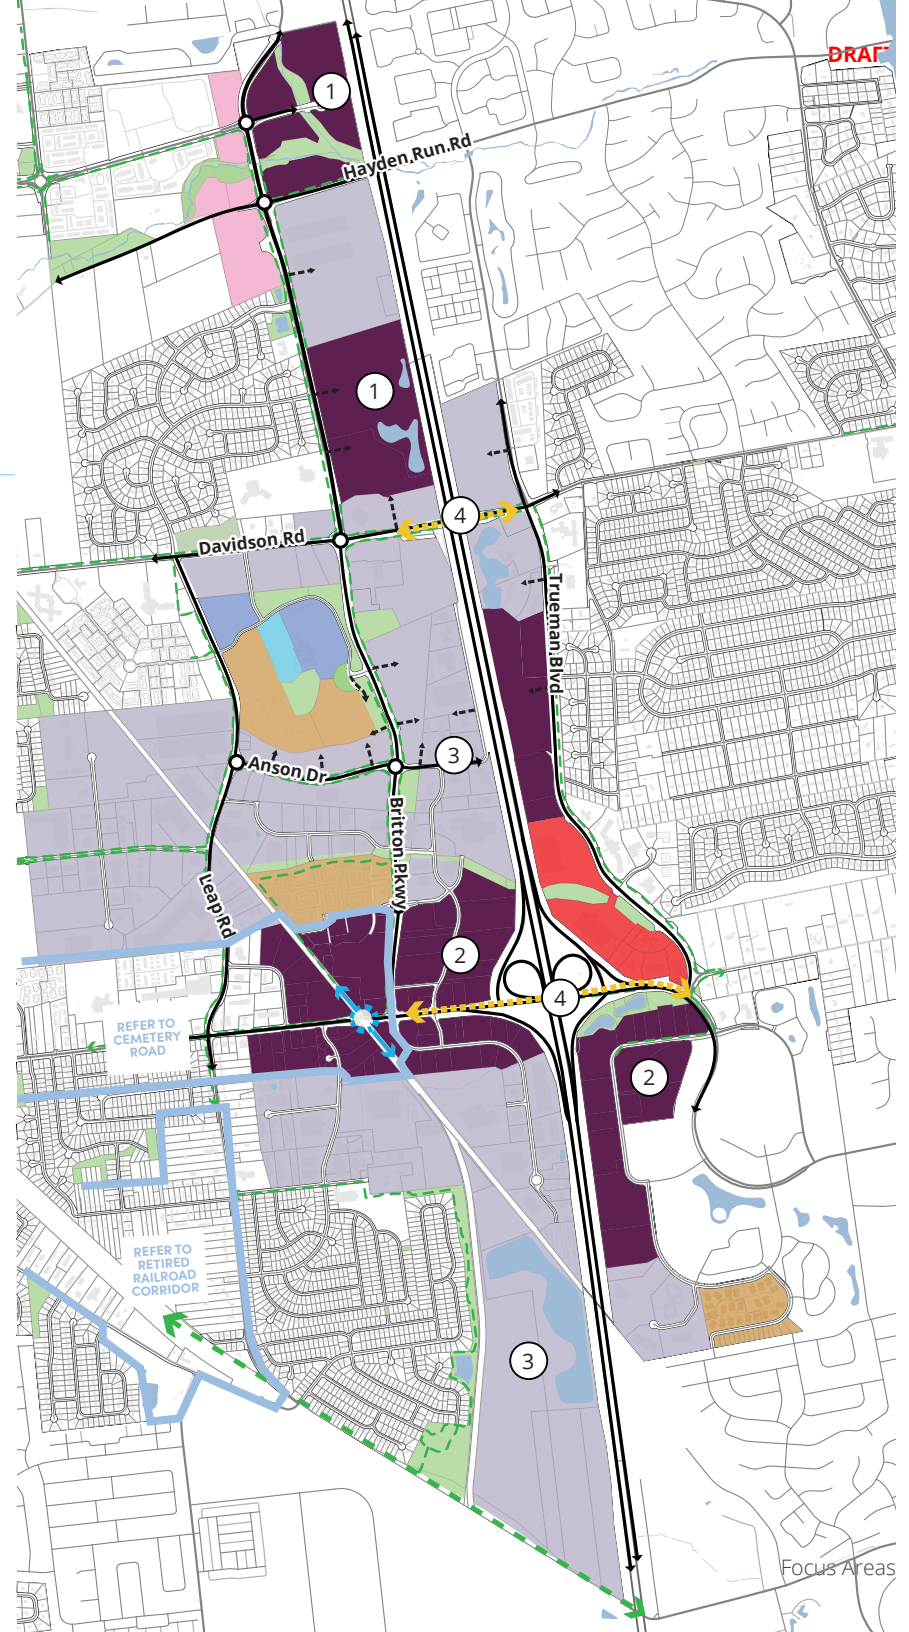 DRAFT
1
Hayden Run Rd
1
4
Davidson Rd
Trueman Blvd
3
Anson Dr
Britton Pkwy
Leap Rd
2
4
REFER TO
CEMETERY
ROAD
2
REFER TO
RETIRED
RAILROAD
CORRIDOR
3
Focus Areas